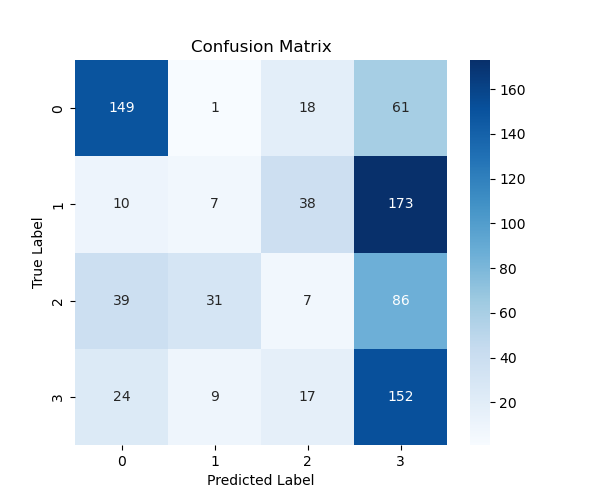 Confusion Matrix
0 149 1 18 61
1 10 7 38 173
2 39 31 7 86
3 24 9 17 152
0 1 2 3
True Label
Predicted Label
160
140
120
100
80
60
40
20